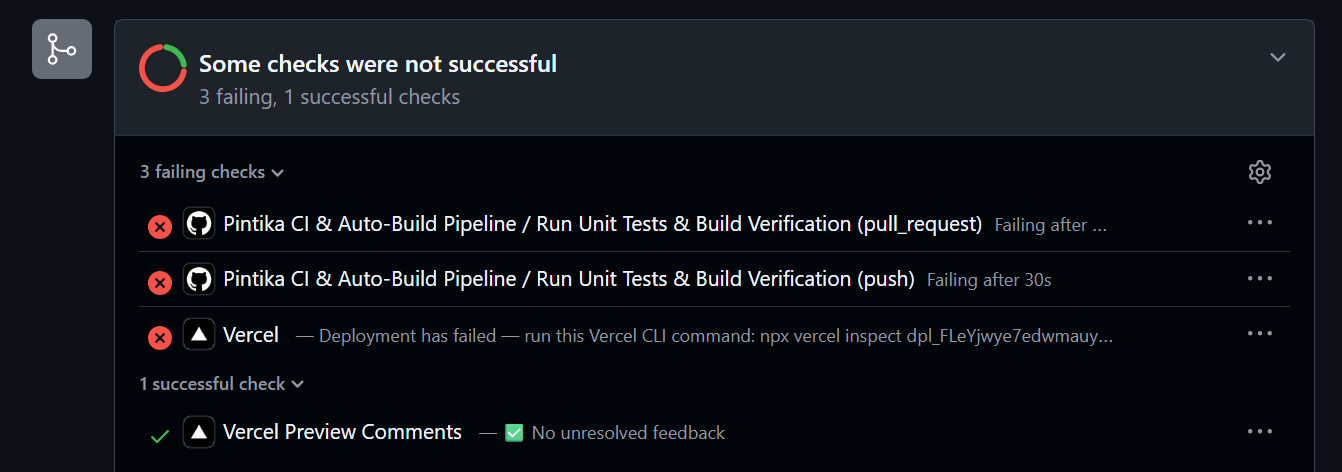 Some checks were not successful
3 failing, 1 successful checks
3 failing checks
Pintika CI & Auto-Build Pipeline / Run Unit Tests & Build Verification (pull_request) Failing after ...
Pintika CI & Auto-Build Pipeline / Run Unit Tests & Build Verification (push) Failing after 30s
Vercel — Deployment has failed — run this Vercel CLI command: npx vercel inspect dpl_FLeYjwye7edwmauy...
1 successful check
Vercel Preview Comments — ✅ No unresolved feedback